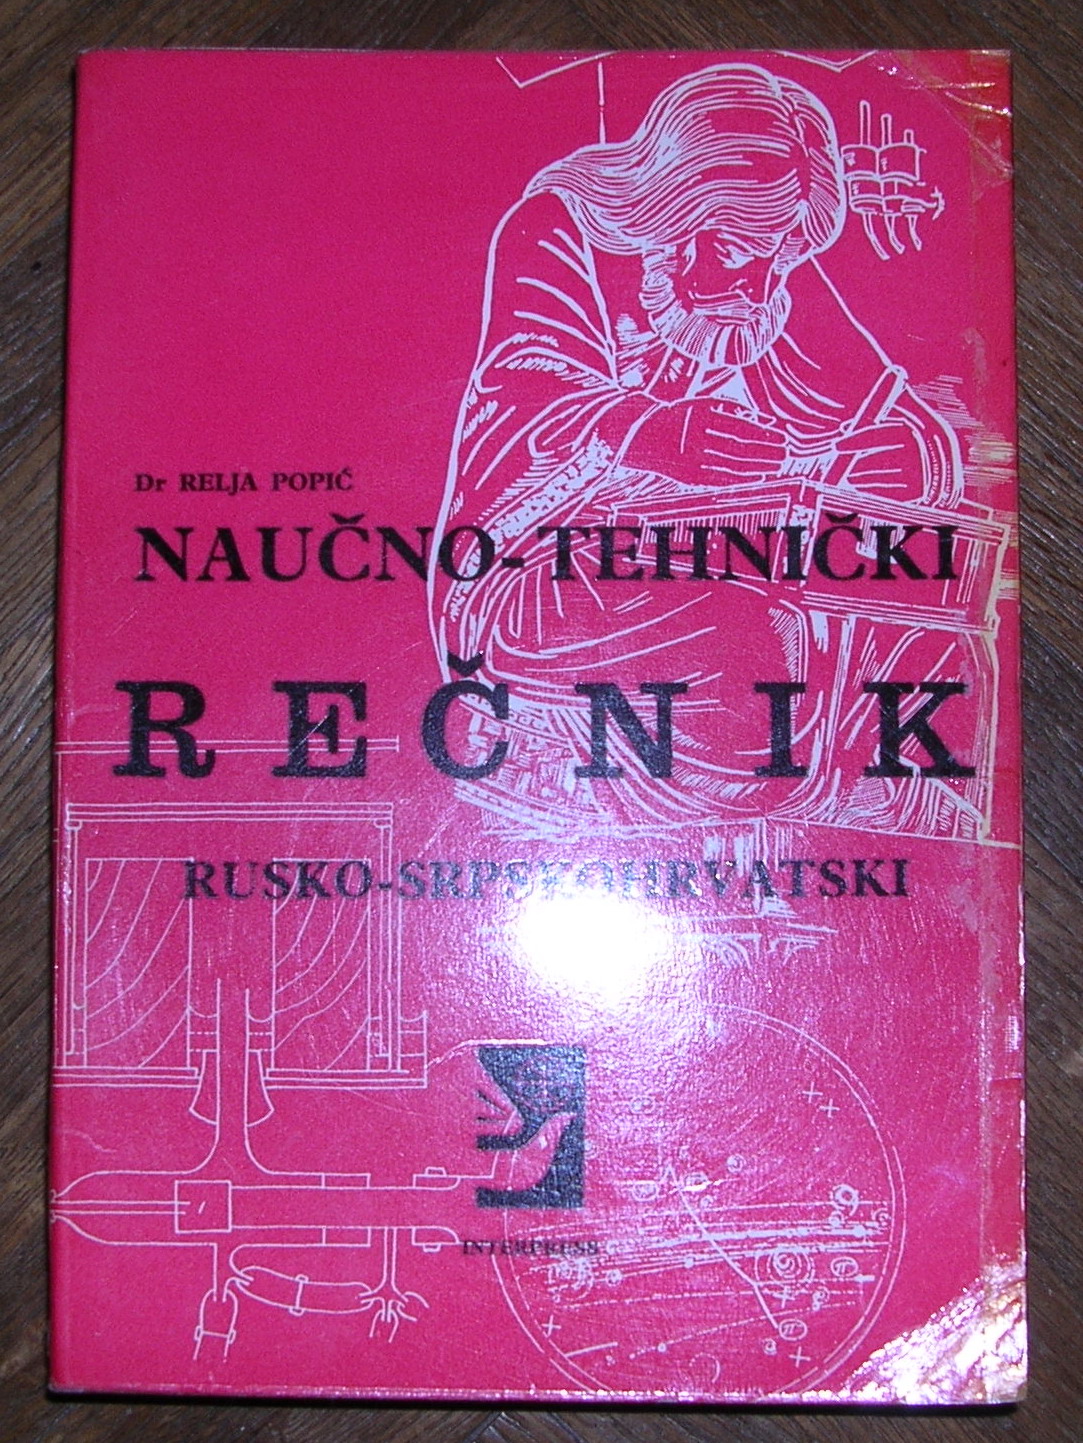 Dr RELJA POPIĆ
NAUČNO-TEHNIČKI
REČNIK
RUSKO-SRPSKOHRVATSKI
INTERPRESS